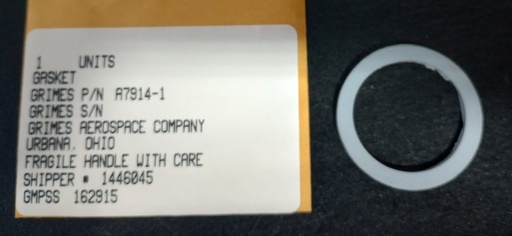 1 UNITS
GASKET
GRIMES P/N A7914-1
GRIMES S/N
GRIMES AEROSPACE COMPANY
URBANA, OHIO
FRAGILE HANDLE WITH CARE
SHIPPER # 1446045
GMPSS 162915